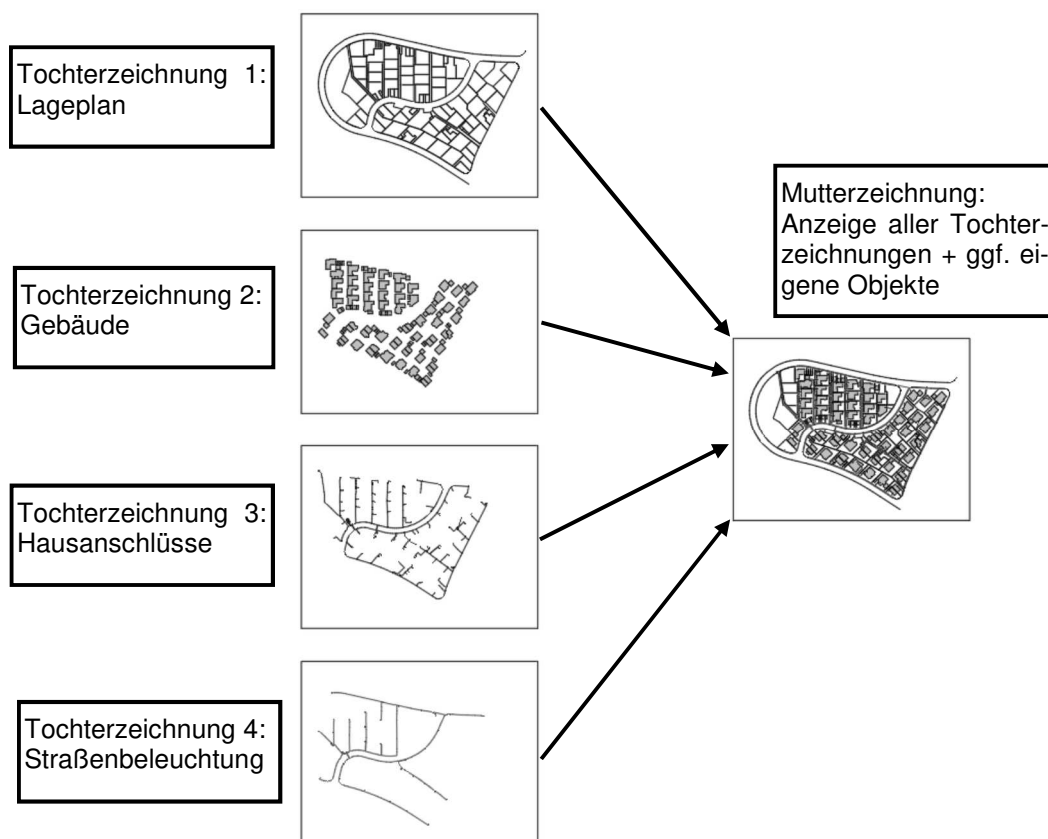 Tochterzeichnung 1:
Lageplan
Mutterzeichnung:
Anzeige aller Tochter-
zeichnungen + ggf. ei-
gene Objekte
Tochterzeichnung 2:
Gebäude
Tochterzeichnung 3:
Hausanschlüsse
Tochterzeichnung 4:
Straßenbeleuchtung